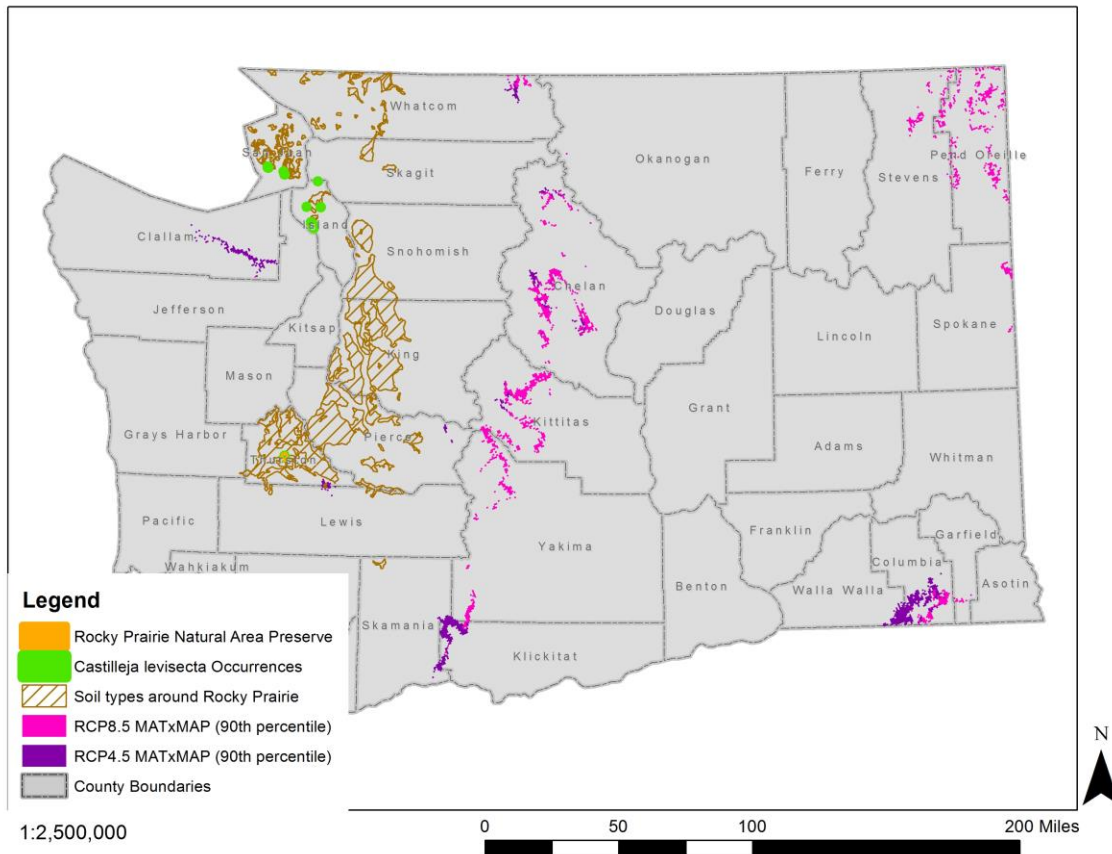 Whatcom
San Juan
Skagit
Okanogan
Ferry
Stevens
Pend Oreille
Island
Clallam
Snohomish
Chelan
Jefferson
Douglas
Kitsap
King
Lincoln
Spokane
Mason
Grant
Kittitas
Grays Harbor
Pierce
Adams
Thurston
Whitman
Pacific
Lewis
Yakima
Franklin
Garfield
Wahkiakum
Columbia
Benton
Walla Walla
Asotin
Skamania
Klickitat
Legend
Rocky Prairie Natural Area Preserve
Castilleja levisecta Occurrences
Soil types around Rocky Prairie
RCP8.5 MATxMAP (90th percentile)
RCP4.5 MATxMAP (90th percentile)
County Boundaries
N
1:2,500,000
0 50 100 200 Miles